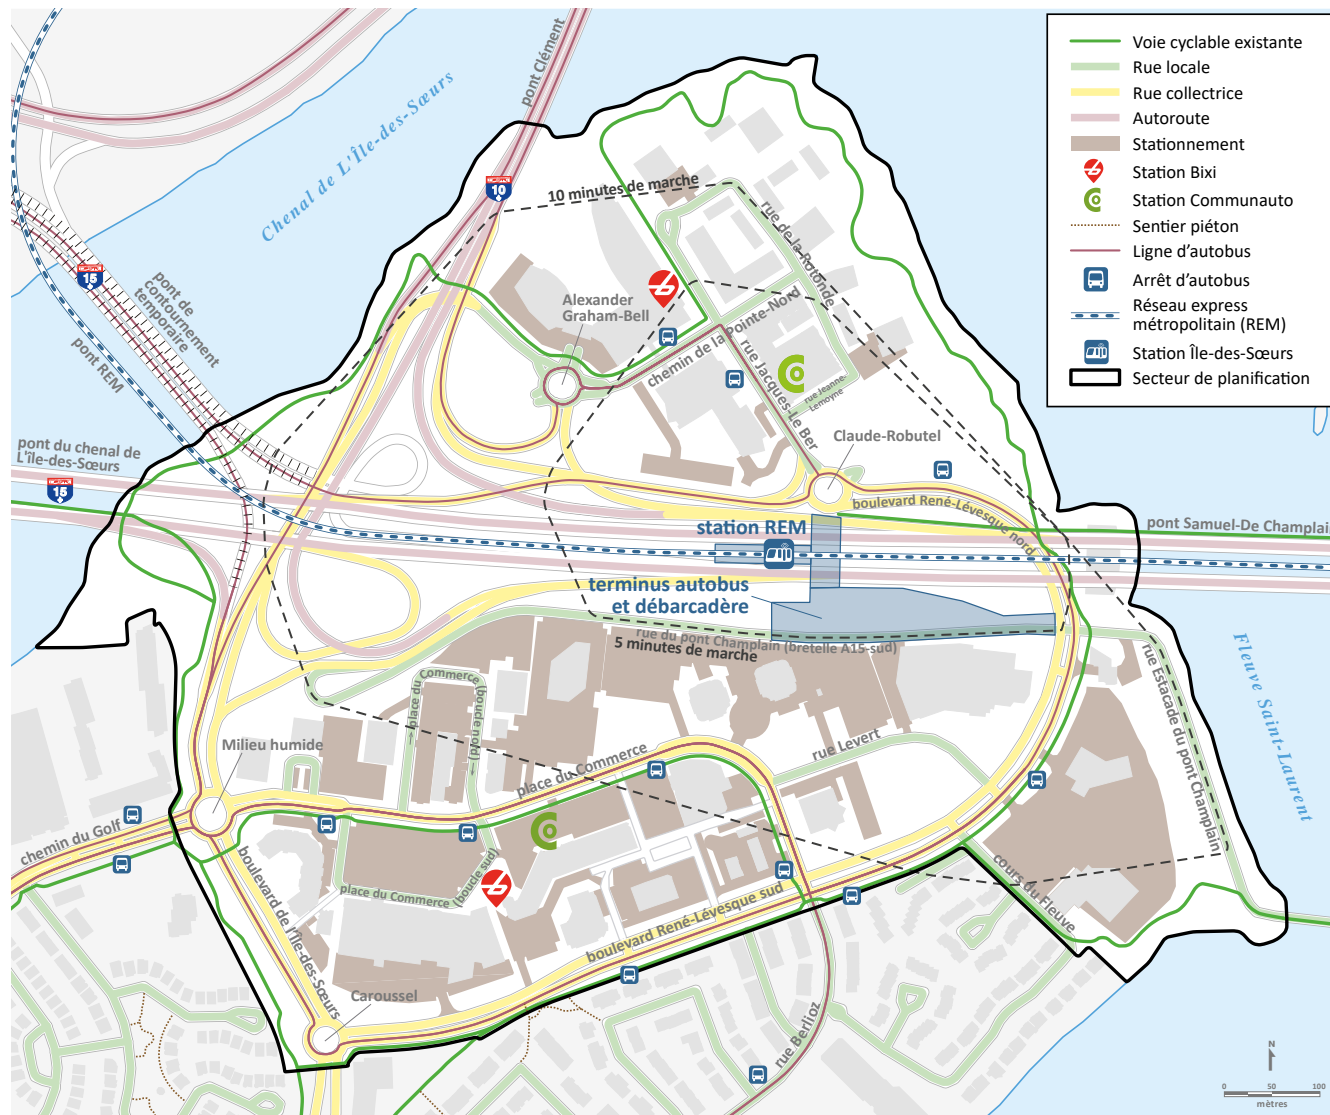 Voie cyclable existante
Rue locale
Rue collectrice
Autoroute
Stationnement
Station Bixi
Station Communauto
Sentier piéton
Ligne d'autobus
Arrêt d'autobus
Réseau express
métropolitain (REM)
Station Île-des-Sœurs
Secteur de planification
Chenal de L'Île-des-Sœurs
pont Clément
10
10 minutes de marche
15
pont de
contournement
temporaire
pont REM
Alexander
Graham-Bell
rue de la Rotonde
chemin de la Pointe-Nord
rue Jacques-Le Ber
rue Jeanne-
Lemoyne
Claude-Robutel
pont du chenal de
L'île-des-Sœurs
15
boulevard René-Lévesque nord
pont Samuel-De Champlain
station REM
terminus autobus
et débarcadère
rue du pont Champlain (bretelle A15-sud)
5 minutes de marche
rue Estacade du pont Champlain
Fleuve Saint-Laurent
place du Commerce (boucle nord)
Milieu humide
place du Commerce
rue Levert
chemin du Golf
boulevard de l'Île-des-Sœurs
place du Commerce (boucle sud)
boulevard René-Lévesque sud
cours du Fleuve
Caroussel
rue Berlioz
N
0 50 100
mètres